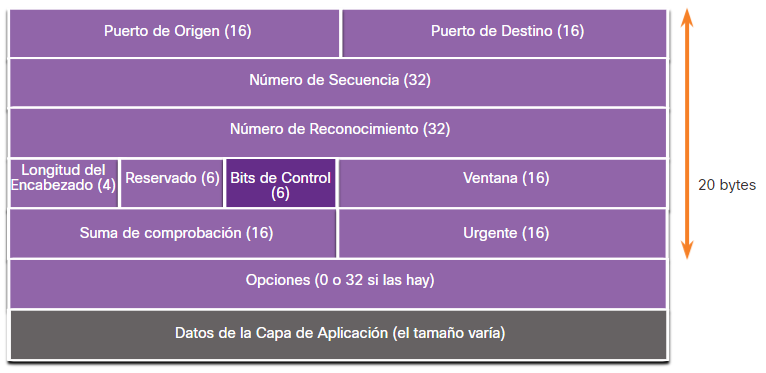 Puerto de Origen (16)
Puerto de Destino (16)
Número de Secuencia (32)
Número de Reconocimiento (32)
Longitud del
Encabezado (4)
Reservado (6)
Bits de Control
(6)
Ventana (16)
20 bytes
Suma de comprobación (16)
Urgente (16)
Opciones (0 o 32 si las hay)
Datos de la Capa de Aplicación (el tamaño varía)